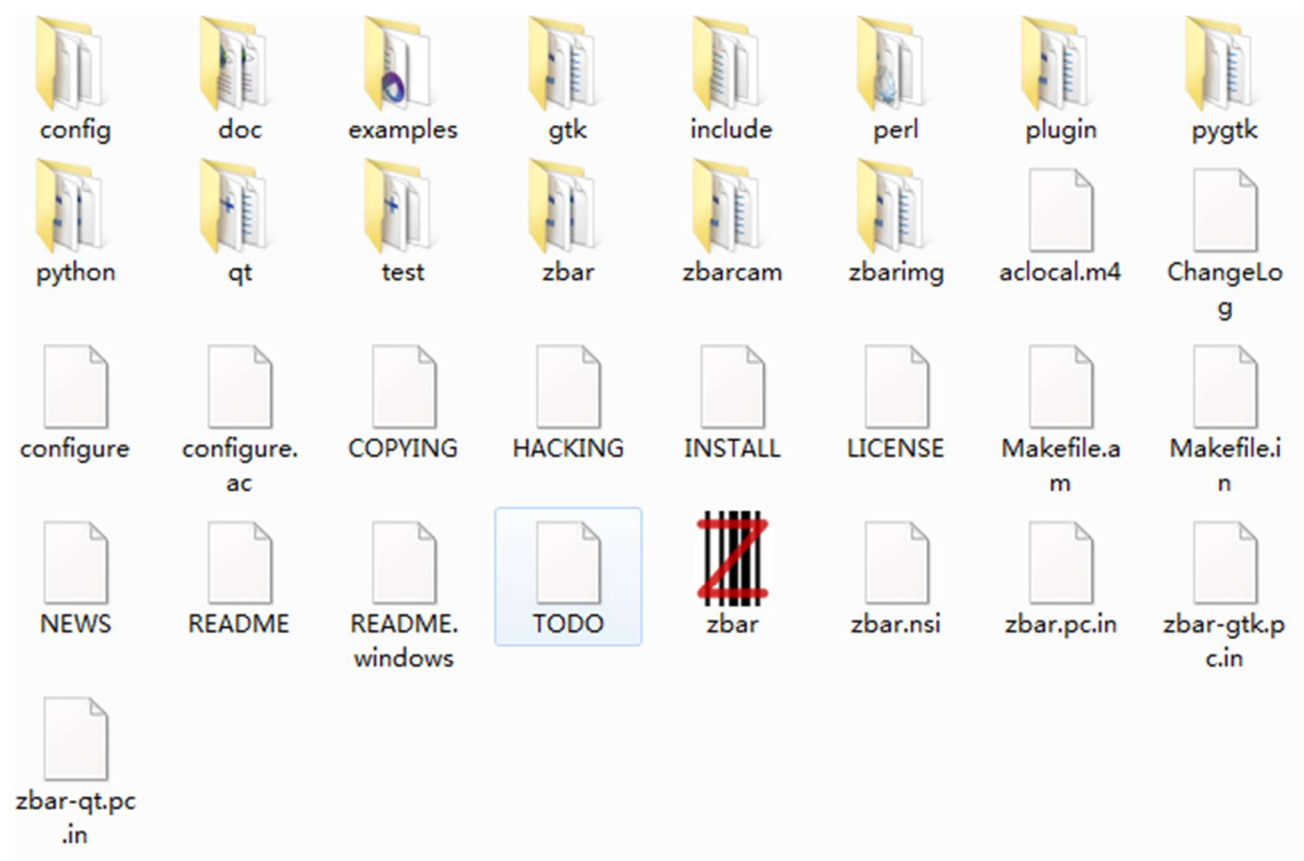 config doc examples gtk include perl plugin pygtk
python qt test zbar zbarcam zbarimg aclocal.m4 ChangeLo
g
configure configure. COPYING HACKING INSTALL LICENSE Makefile.a Makefile.i
ac m n
NEWS README README. TODO zbar zbar.nsi zbar.pc.in zbar-gtk.p
windows c.in
zbar-qt.pc
.in